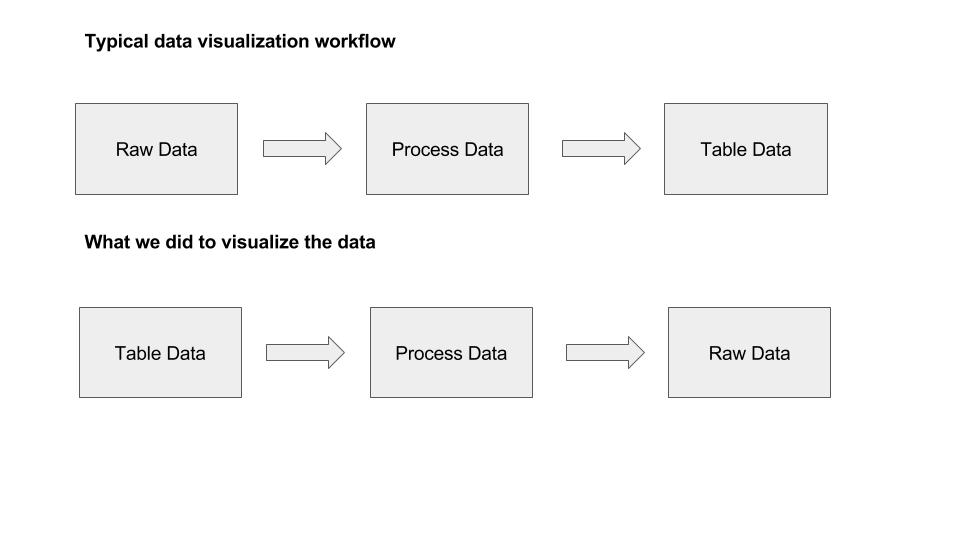 Typical data visualization workflow
Raw Data
Process Data
Table Data
What we did to visualize the data
Table Data
Process Data
Raw Data